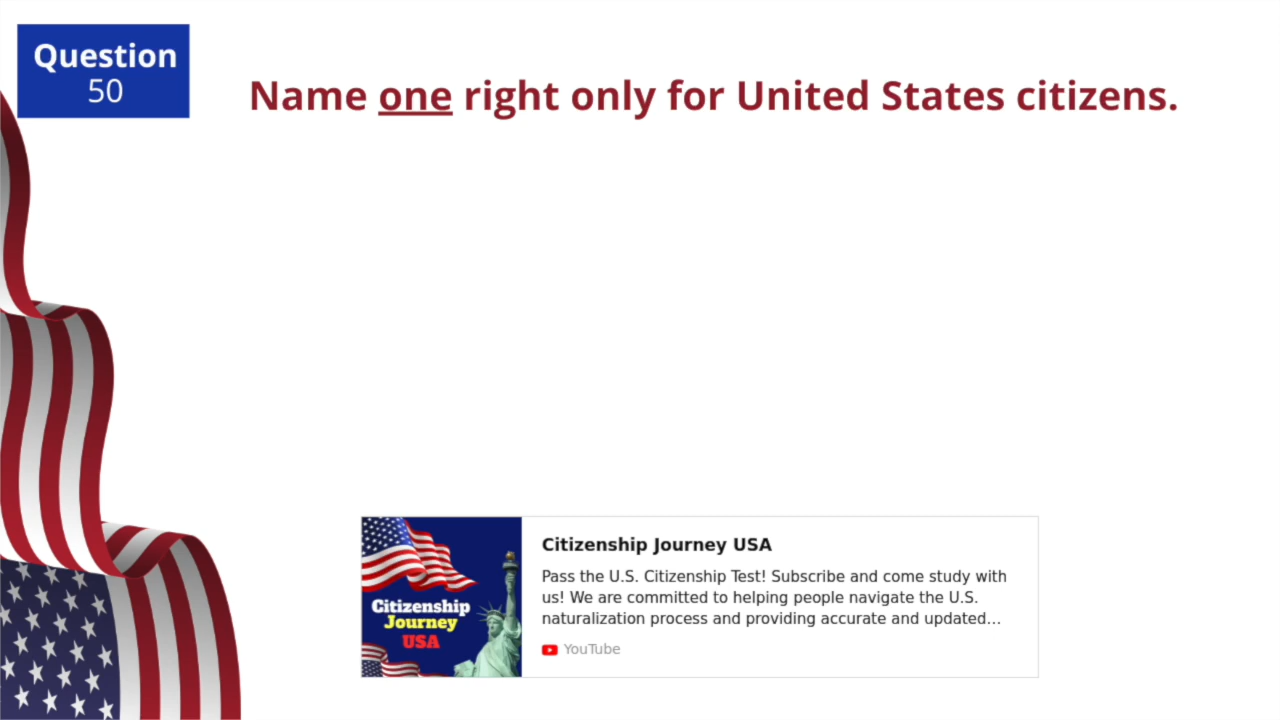 Question
50
Name one right only for United States citizens.
Citizenship Journey USA
Pass the U.S. Citizenship Test! Subscribe and come study with
us! We are committed to helping people navigate the U.S.
naturalization process and providing accurate and updated...
YouTube
Citizenship
Journey
USA